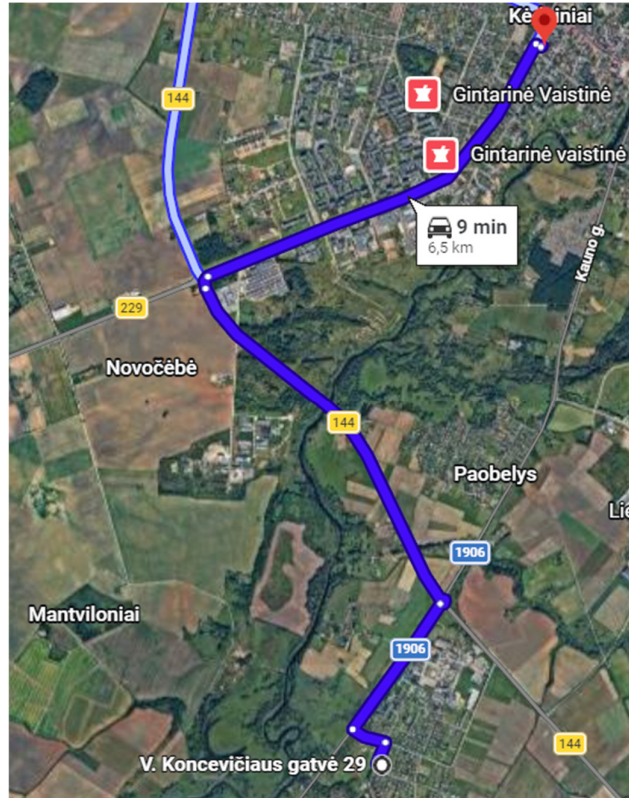 144
Gintarinė Vaistinė
Gintarinė vaistinė
9 min
6,5 km
Kauno g.
229
Novočėbė
144
Paobelys
1906
Mantviloniai
1906
144
V. Koncevičiaus gatvė 29